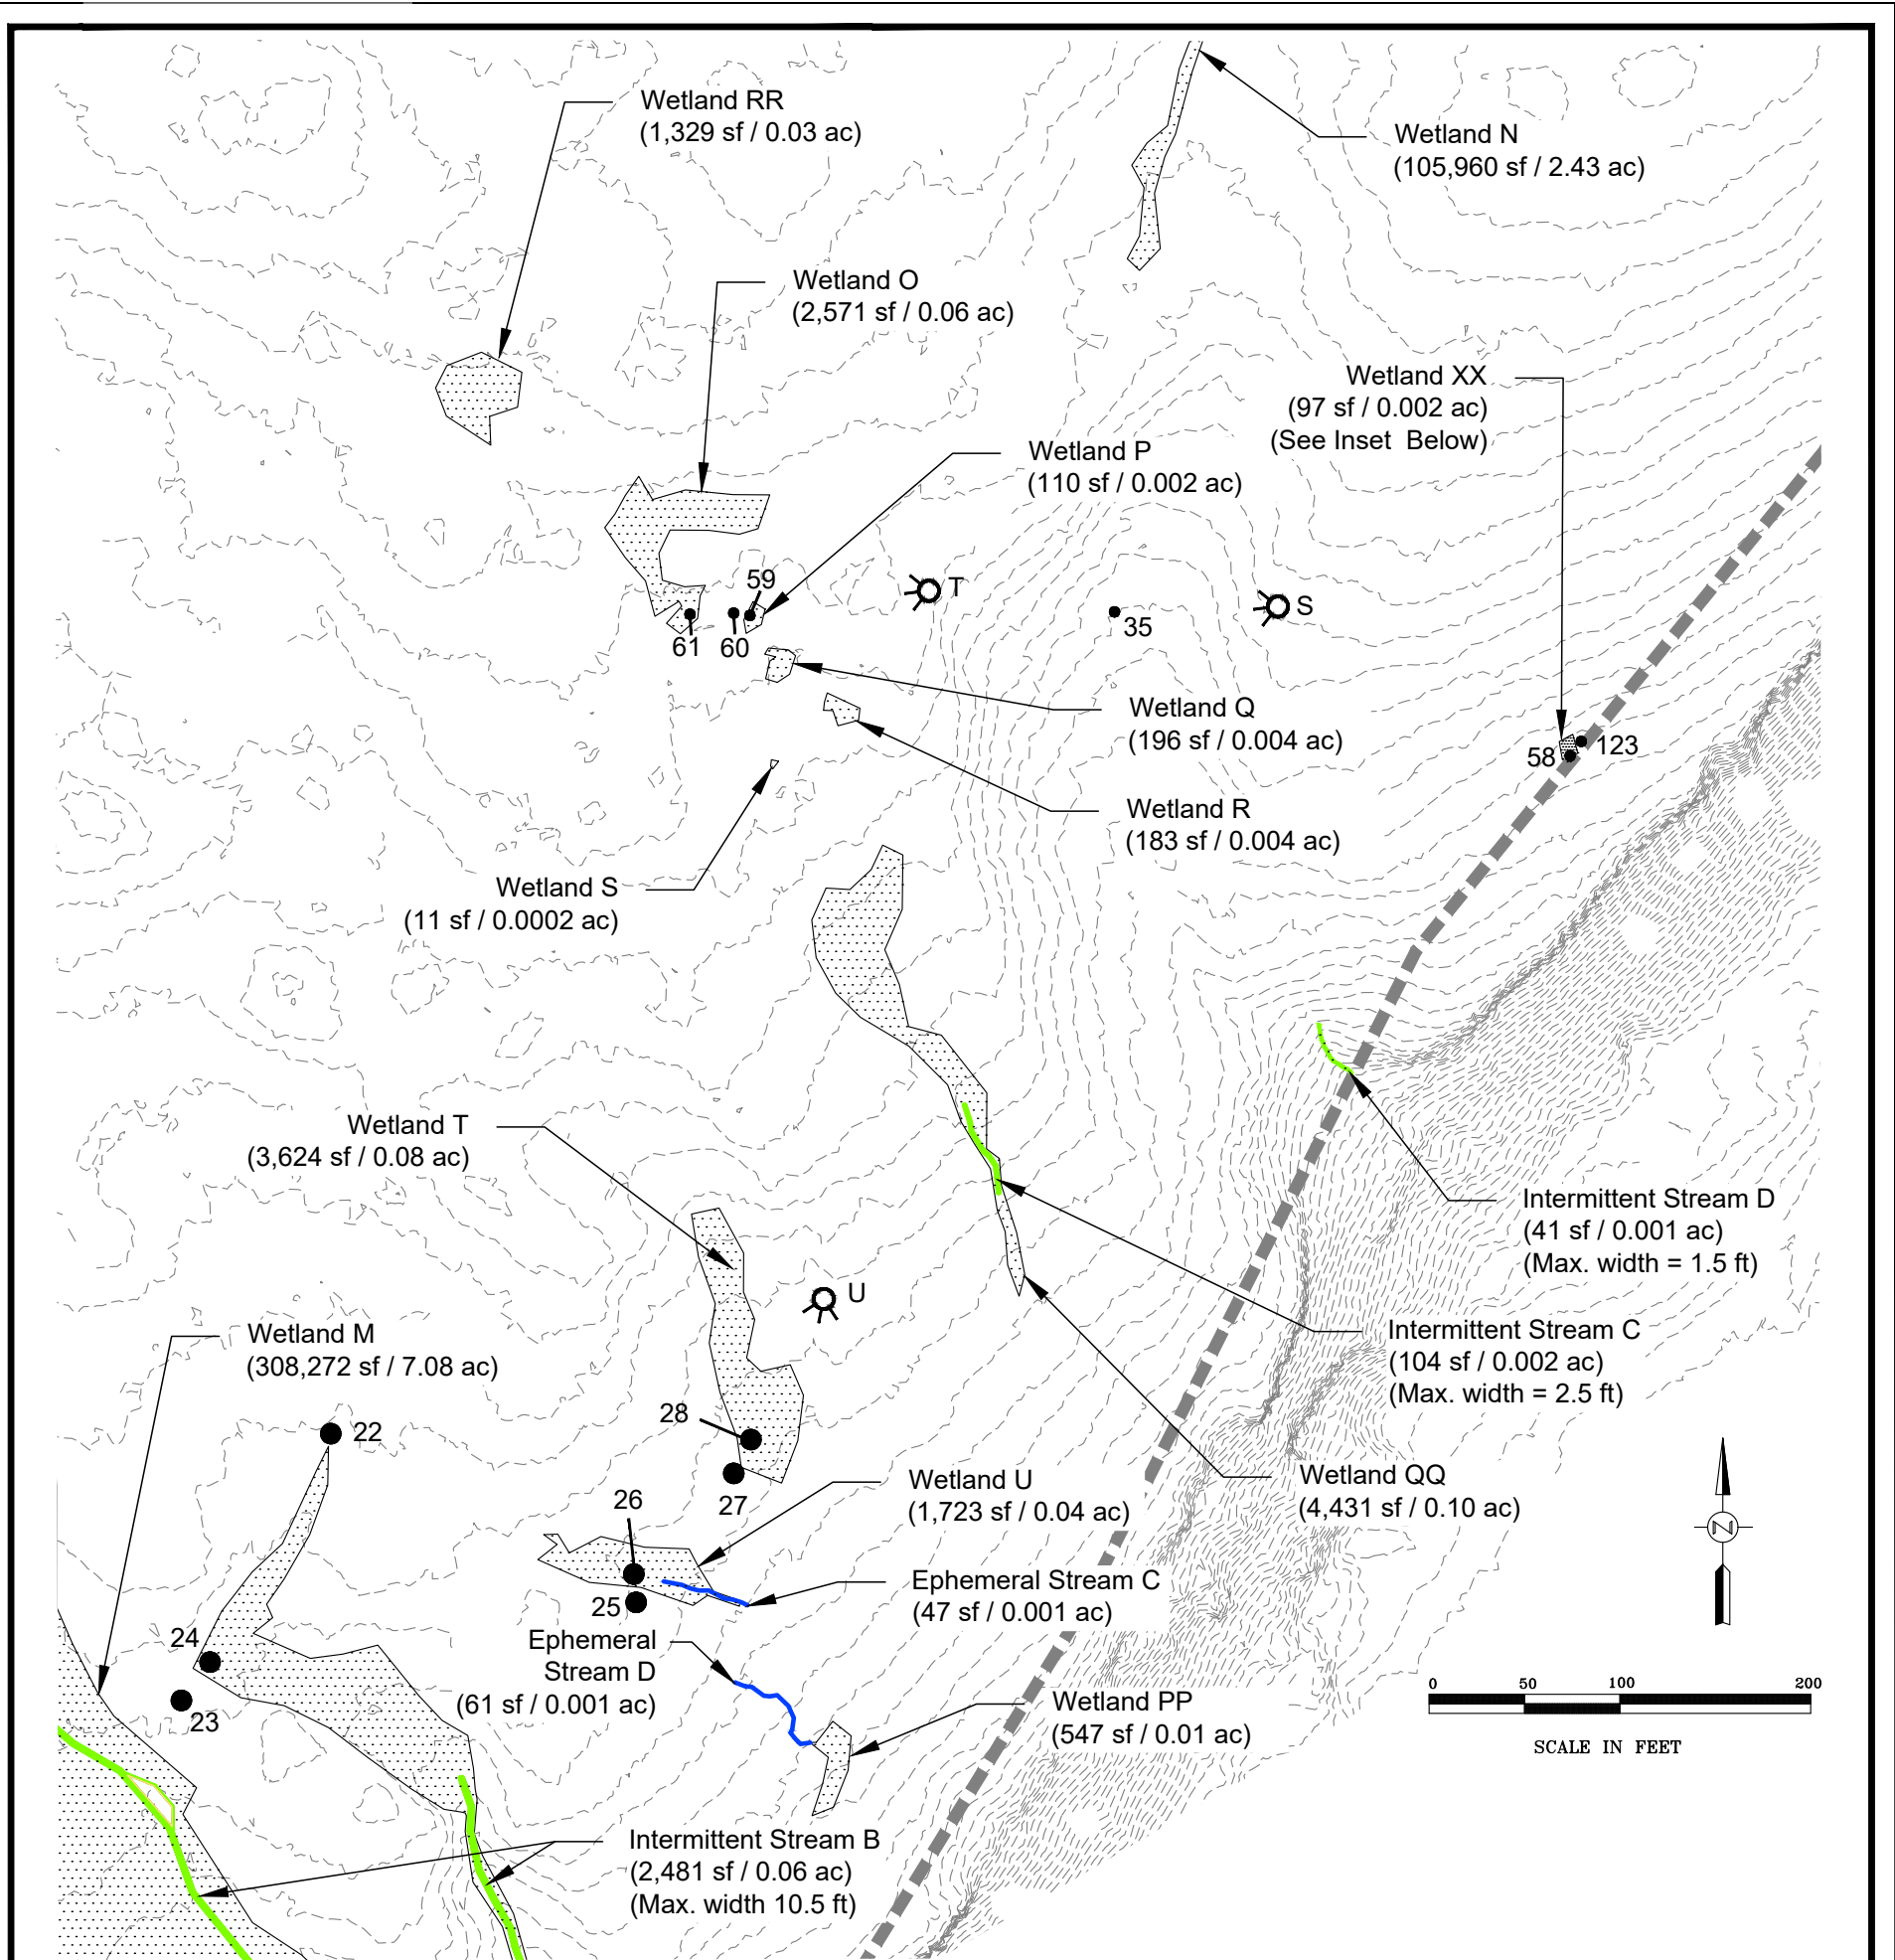 Wetland RR
(1,329 sf / 0.03 ac)
Wetland N
(105,960 sf / 2.43 ac)
Wetland O
(2,571 sf / 0.06 ac)
Wetland XX
(97 sf / 0.002 ac)
(See Inset Below)
Wetland P
(110 sf / 0.002 ac)
59
T
S
61
60
35
Wetland Q
(196 sf / 0.004 ac)
58
123
Wetland R
(183 sf / 0.004 ac)
Wetland S
(11 sf / 0.0002 ac)
Wetland T
(3,624 sf / 0.08 ac)
Intermittent Stream D
(41 sf / 0.001 ac)
(Max. width = 1.5 ft)
U
Wetland M
(308,272 sf / 7.08 ac)
Intermittent Stream C
(104 sf / 0.002 ac)
(Max. width = 2.5 ft)
22
28
27
Wetland U
(1,723 sf / 0.04 ac)
Wetland QQ
(4,431 sf / 0.10 ac)
26
25
Ephemeral Stream C
(47 sf / 0.001 ac)
N
24
23
Ephemeral
Stream D
(61 sf / 0.001 ac)
Wetland PP
(547 sf / 0.01 ac)
0 50 100 200
SCALE IN FEET
Intermittent Stream B
(2,481 sf / 0.06 ac)
(Max. width 10.5 ft)